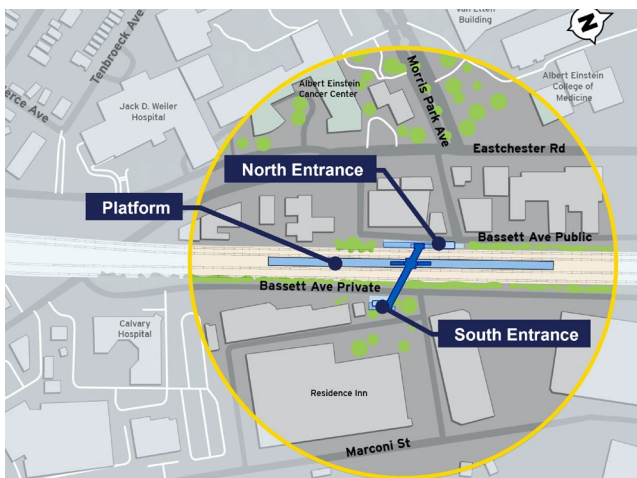 Van Etten
Building
N
Tenbroeck Ave
Morris Park Ave
Albert Einstein
Cancer Center
Albert Einstein
College of
Medicine
Jack D. Weiler
Hospital
erce Ave
Eastchester Rd
North Entrance
Platform
Bassett Ave Public
Bassett Ave Private
Calvary
Hospital
South Entrance
Residence Inn
Marconi St